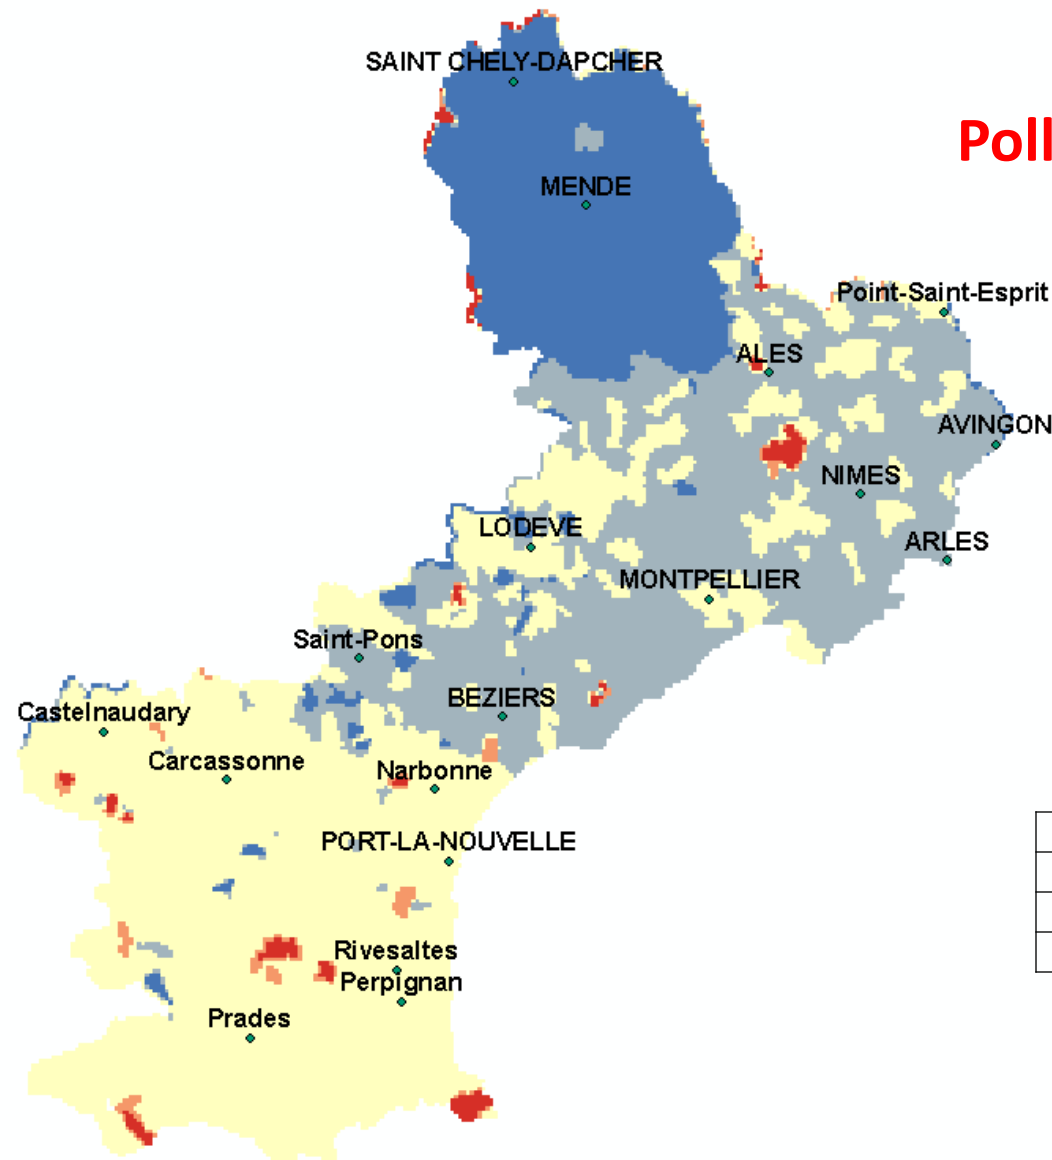 SAINT CHELY-DAPCHER
Poll
MENDE
Point-Saint-Esprit
ALES
AVINGON
NIMES
LODEVE
ARLES
MONTPELLIER
Saint-Pons
BEZIERS
Castelnaudary
Carcassonne
Narbonne
PORT-LA-NOUVELLE
Rivesaltes
Perpignan
Prades